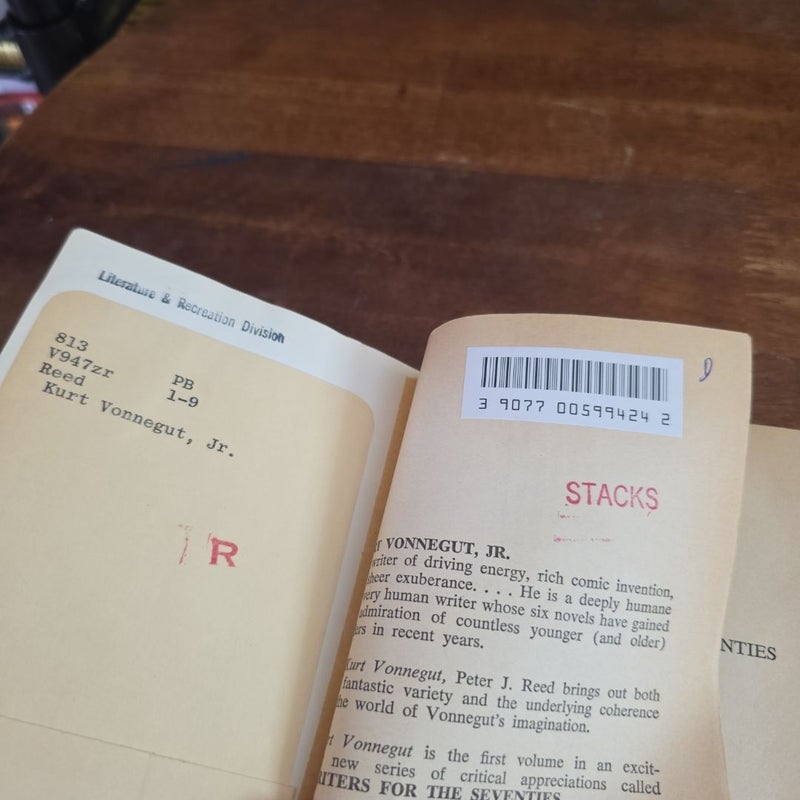 Literature & Recreation Division
813
V947zr PB
Reed 1-9
Kurt Vonnegut, Jr.
R
3 9077 00599424 2
STACKS
VONNEGUT, JR.
writer of driving energy, rich comic invention,
sheer exuberance. . . . He is a deeply humane
very human writer whose six novels have gained
admiration of countless younger (and older)
in recent years.
Kurt Vonnegut, Peter J. Reed brings out both
fantastic variety and the underlying coherence
the world of Vonnegut's imagination.
Vonnegut is the first volume in an excit-
new series of critical appreciations called
WRITERS FOR THE SEVENTIES
NTIES